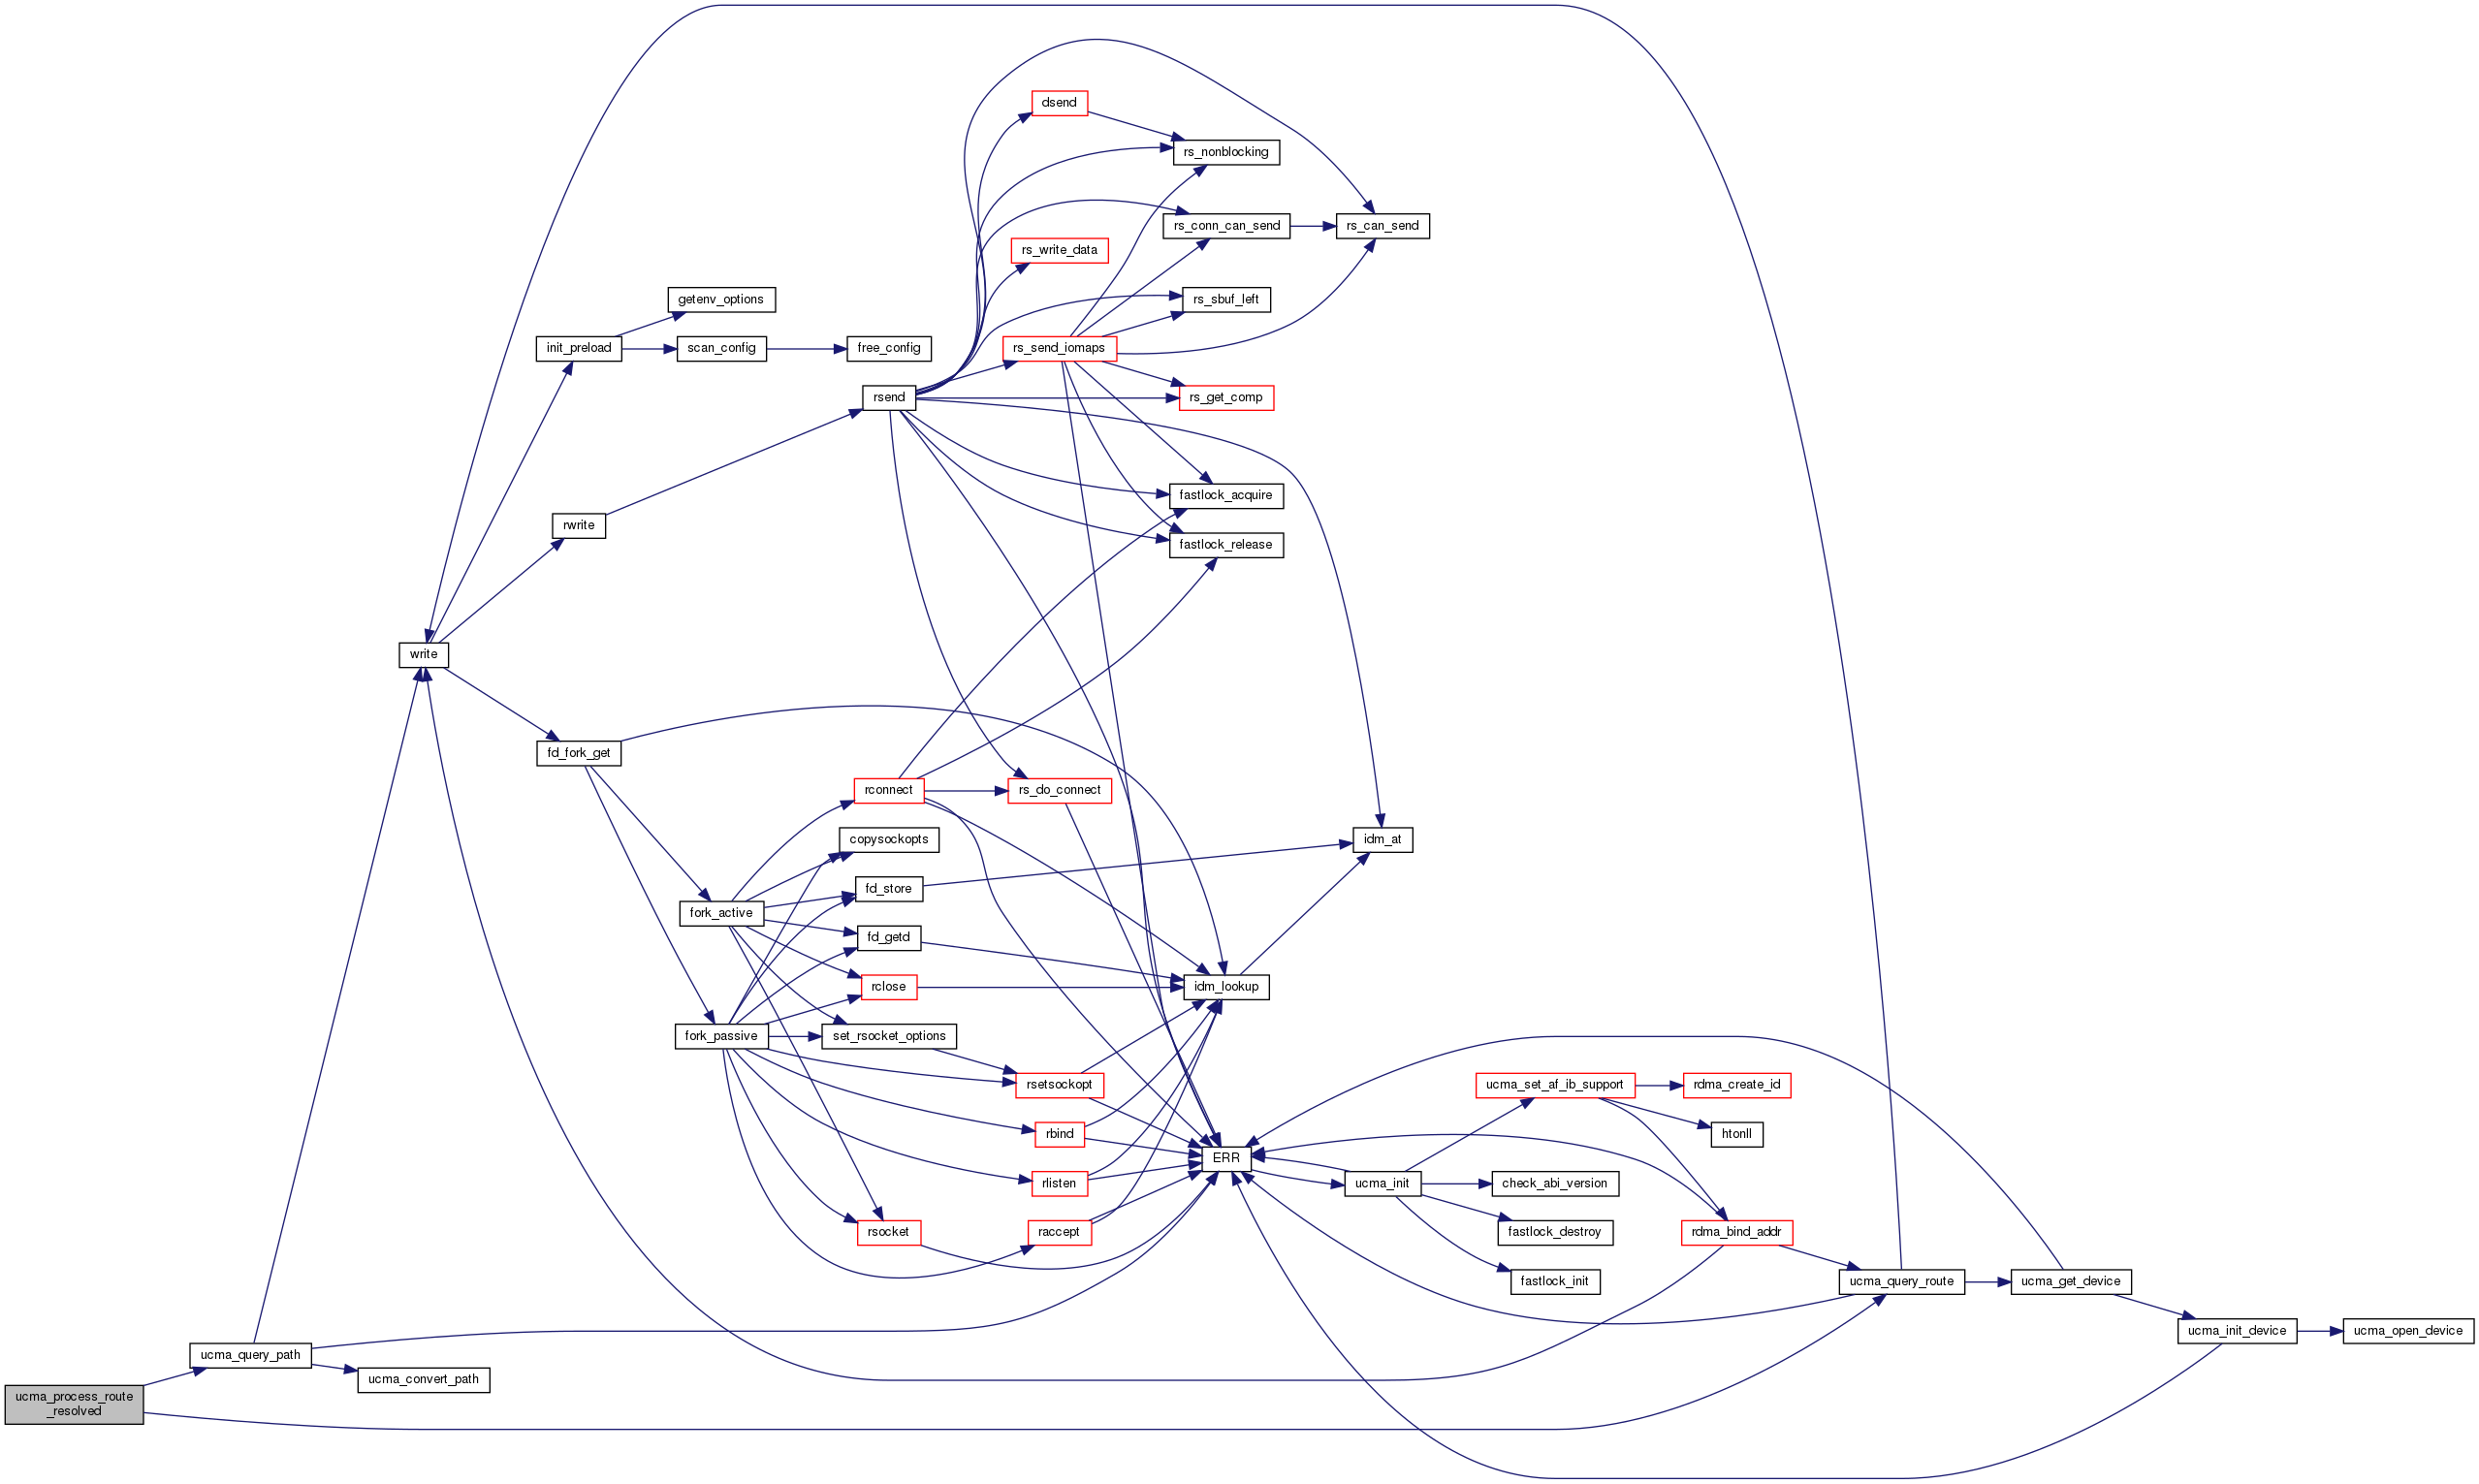 dsend
rs_nonblocking
rs_conn_can_send
rs_can_send
rs_write_data
getenv_options
rs_sbuf_left
init_preload
scan_config
free_config
rs_send_iomaps
rsend
rs_get_comp
fastlock_acquire
rwrite
fastlock_release
write
fd_fork_get
rconnect
rs_do_connect
copysockopts
idm_at
fd_store
fork_active
fd_getd
rclose
idm_lookup
fork_passive
set_rsocket_options
rsetsockopt
ucma_set_af_ib_support
rdma_create_id
rbind
htonll
ERR
rlisten
ucma_init
check_abi_version
rsocket
raccept
fastlock_destroy
rdma_bind_addr
fastlock_init
ucma_query_route
ucma_get_device
ucma_init_device
ucma_open_device
ucma_query_path
ucma_convert_path
ucma_process_route
_resolved